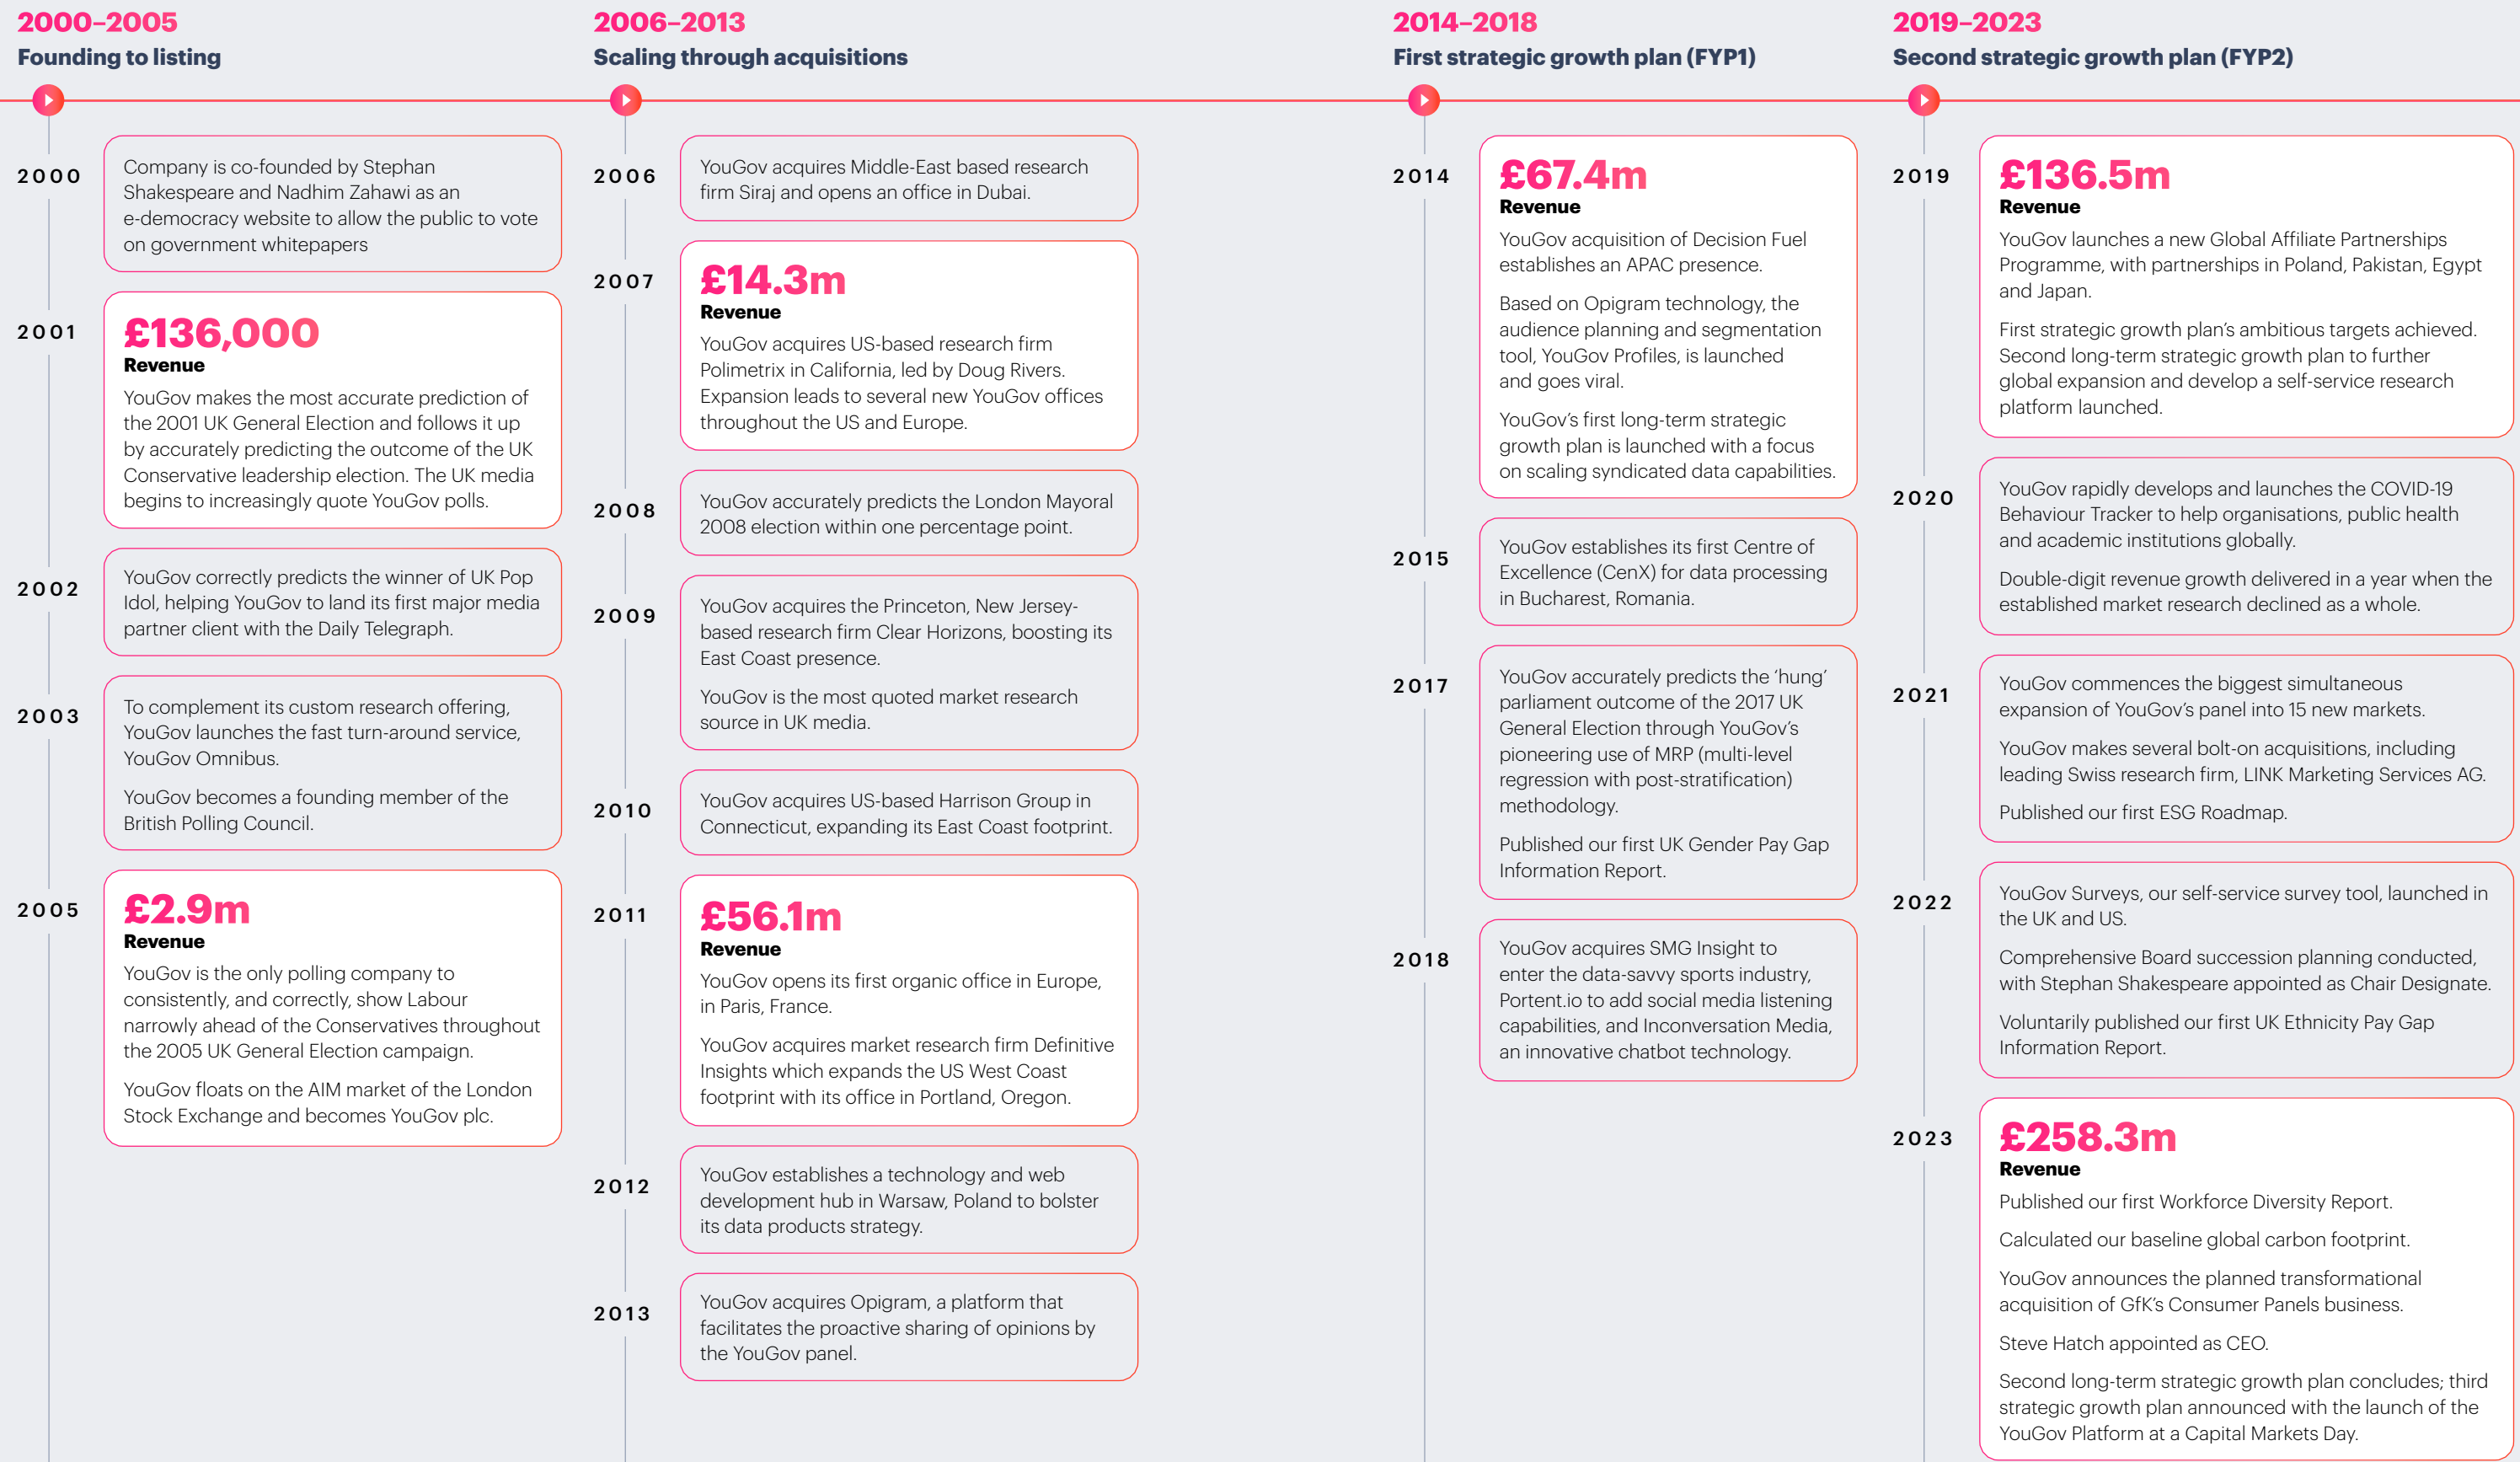 2000–2005
Founding to listing
2000
Company is co-founded by Stephan
Shakespeare and Nadhim Zahawi as an
e-democracy website to allow the public to vote
on government whitepapers
2001
£136,000
Revenue
YouGov makes the most accurate prediction of
the 2001 UK General Election and follows it up
by accurately predicting the outcome of the UK
Conservative leadership election. The UK media
begins to increasingly quote YouGov polls.
2002
YouGov correctly predicts the winner of UK Pop
Idol, helping YouGov to land its first major media
partner client with the Daily Telegraph.
2003
To complement its custom research offering,
YouGov launches the fast turn-around service,
YouGov Omnibus.
YouGov becomes a founding member of the
British Polling Council.
2005
£2.9m
Revenue
YouGov is the only polling company to
consistently, and correctly, show Labour
narrowly ahead of the Conservatives throughout
the 2005 UK General Election campaign.
YouGov floats on the AIM market of the London
Stock Exchange and becomes YouGov plc.
2006–2013
Scaling through acquisitions
2006
YouGov acquires Middle-East based research
firm Siraj and opens an office in Dubai.
2007
£14.3m
Revenue
YouGov acquires US-based research firm
Polimetrix in California, led by Doug Rivers.
Expansion leads to several new YouGov offices
throughout the US and Europe.
2008
YouGov accurately predicts the London Mayoral
2008 election within one percentage point.
2009
YouGov acquires the Princeton, New Jersey-
based research firm Clear Horizons, boosting its
East Coast presence.
YouGov is the most quoted market research
source in UK media.
2010
YouGov acquires US-based Harrison Group in
Connecticut, expanding its East Coast footprint.
2011
£56.1m
Revenue
YouGov opens its first organic office in Europe,
in Paris, France.
YouGov acquires market research firm Definitive
Insights which expands the US West Coast
footprint with its office in Portland, Oregon.
2012
YouGov establishes a technology and web
development hub in Warsaw, Poland to bolster
its data products strategy.
2013
YouGov acquires Opigram, a platform that
facilitates the proactive sharing of opinions by
the YouGov panel.
2014–2018
First strategic growth plan (FYP1)
2014
£67.4m
Revenue
YouGov acquisition of Decision Fuel
establishes an APAC presence.
Based on Opigram technology, the
audience planning and segmentation
tool, YouGov Profiles, is launched
and goes viral.
YouGov’s first long-term strategic
growth plan is launched with a focus
on scaling syndicated data capabilities.
2015
YouGov establishes its first Centre of
Excellence (CenX) for data processing
in Bucharest, Romania.
2017
YouGov accurately predicts the ‘hung’
parliament outcome of the 2017 UK
General Election through YouGov’s
pioneering use of MRP (multi-level
regression with post-stratification)
methodology.
Published our first UK Gender Pay Gap
Information Report.
2018
YouGov acquires SMG Insight to
enter the data-savvy sports industry,
Portent.io to add social media listening
capabilities, and Inconversation Media,
an innovative chatbot technology.
2019–2023
Second strategic growth plan (FYP2)
2019
£136.5m
Revenue
YouGov launches a new Global Affiliate Partnerships
Programme, with partnerships in Poland, Pakistan, Egypt
and Japan.
First strategic growth plan’s ambitious targets achieved.
Second long-term strategic growth plan to further
global expansion and develop a self-service research
platform launched.
2020
YouGov rapidly develops and launches the COVID-19
Behaviour Tracker to help organisations, public health
and academic institutions globally.
Double-digit revenue growth delivered in a year when the
established market research declined as a whole.
2021
YouGov commences the biggest simultaneous
expansion of YouGov’s panel into 15 new markets.
YouGov makes several bolt-on acquisitions, including
leading Swiss research firm, LINK Marketing Services AG.
Published our first ESG Roadmap.
2022
YouGov Surveys, our self-service survey tool, launched in
the UK and US.
Comprehensive Board succession planning conducted,
with Stephan Shakespeare appointed as Chair Designate.
Voluntarily published our first UK Ethnicity Pay Gap
Information Report.
2023
£258.3m
Revenue
Published our first Workforce Diversity Report.
Calculated our baseline global carbon footprint.
YouGov announces the planned transformational
acquisition of GfK’s Consumer Panels business.
Steve Hatch appointed as CEO.
Second long-term strategic growth plan concludes; third
strategic growth plan announced with the launch of the
YouGov Platform at a Capital Markets Day.